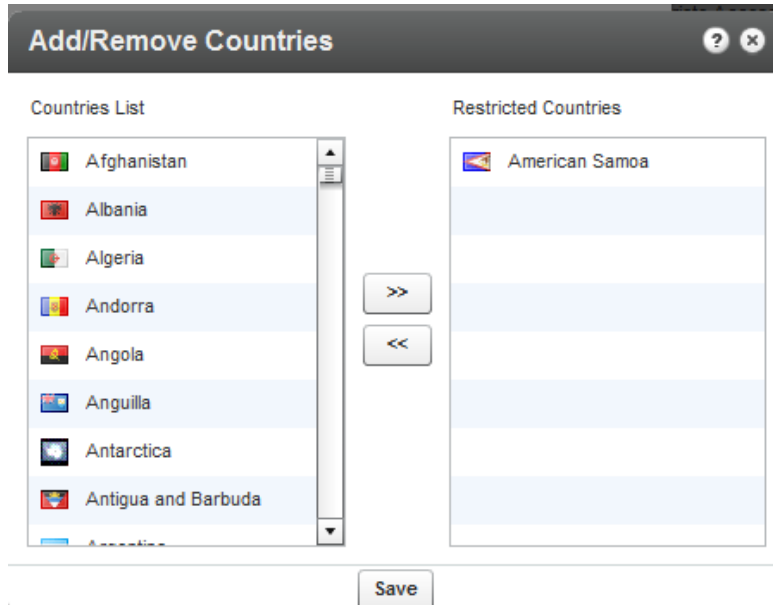 Add/Remove Countries
?
Countries List
Restricted Countries
Afghanistan
Albania
Algeria
Andorra
Angola
Anguilla
Antarctica
Antigua and Barbuda
American Samoa
>>
<<
Save